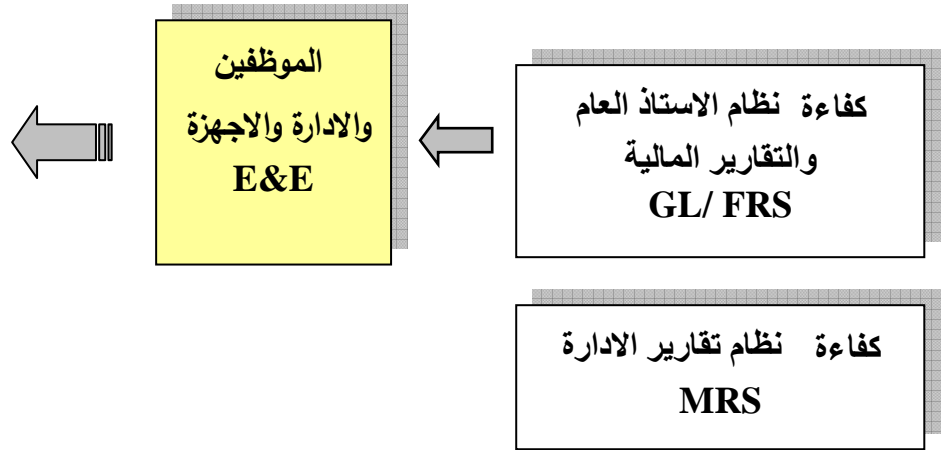 كفاءة نظام الاستاذ العام
والتقارير المالية
GL/ FRS
الموظفين
والادارة والاجهزة
E&E
كفاءة نظام تقارير الادارة
MRS